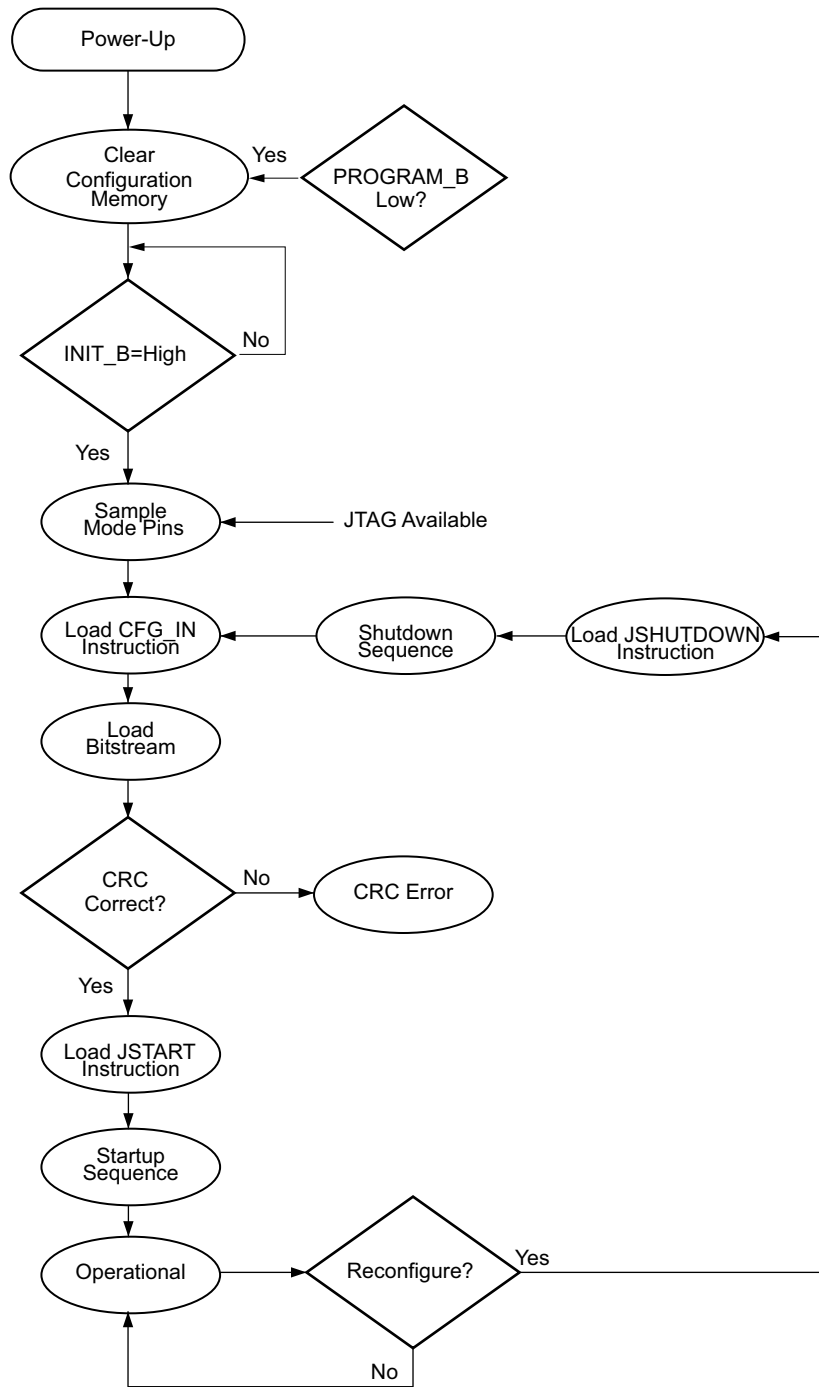 Power-Up
Clear
Configuration
Memory
Yes
PROGRAM_B
Low?
INIT_B=High
No
Yes
Sample
Mode Pins
JTAG Available
Load CFG_IN
Instruction
Shutdown
Sequence
Load JSHUTDOWN
Instruction
Load
Bitstream
CRC
Correct?
No
CRC Error
Yes
Load JSTART
Instruction
Startup
Sequence
Operational
Reconfigure?
Yes
No